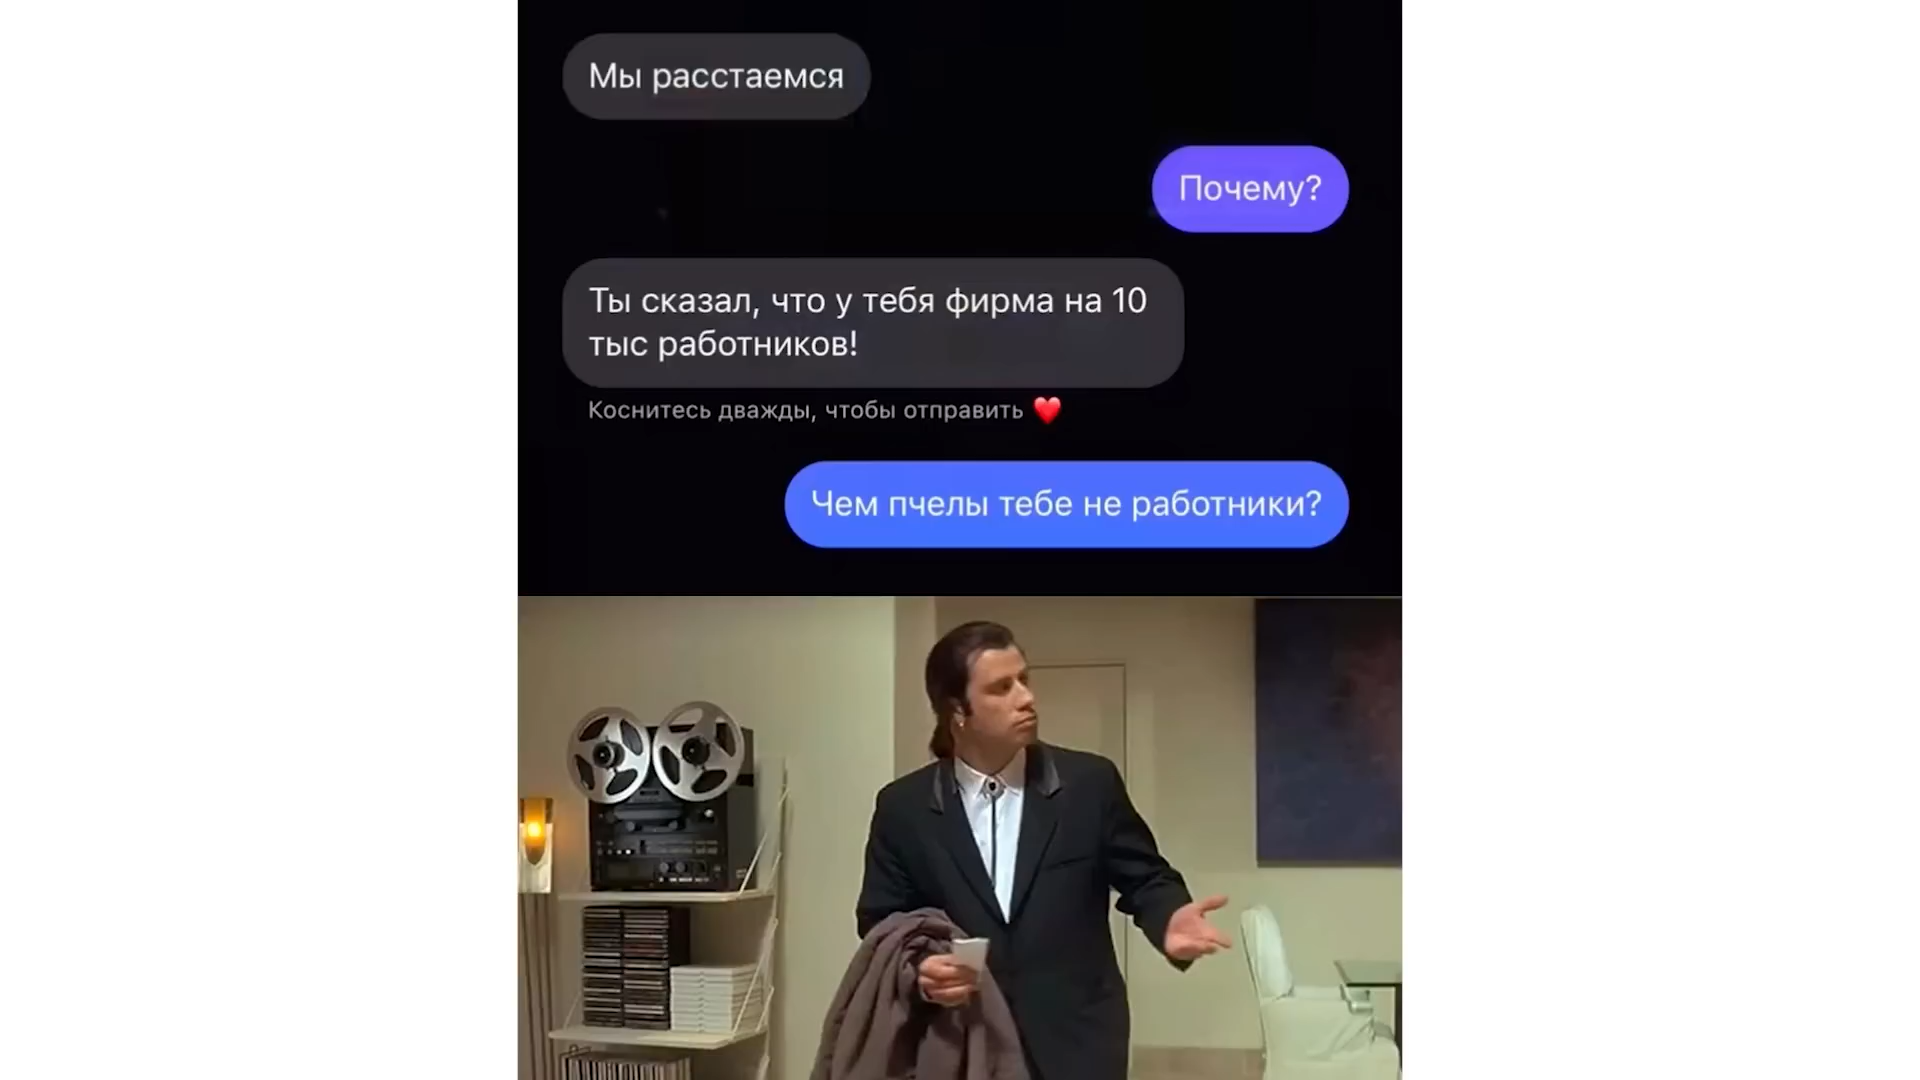 Мы расстаемся
Почему?
Ты сказал, что у тебя фирма на 10
тыс работников!
Коснитесь дважды, чтобы отправить ❤️
Чем пчелы тебе не работники?